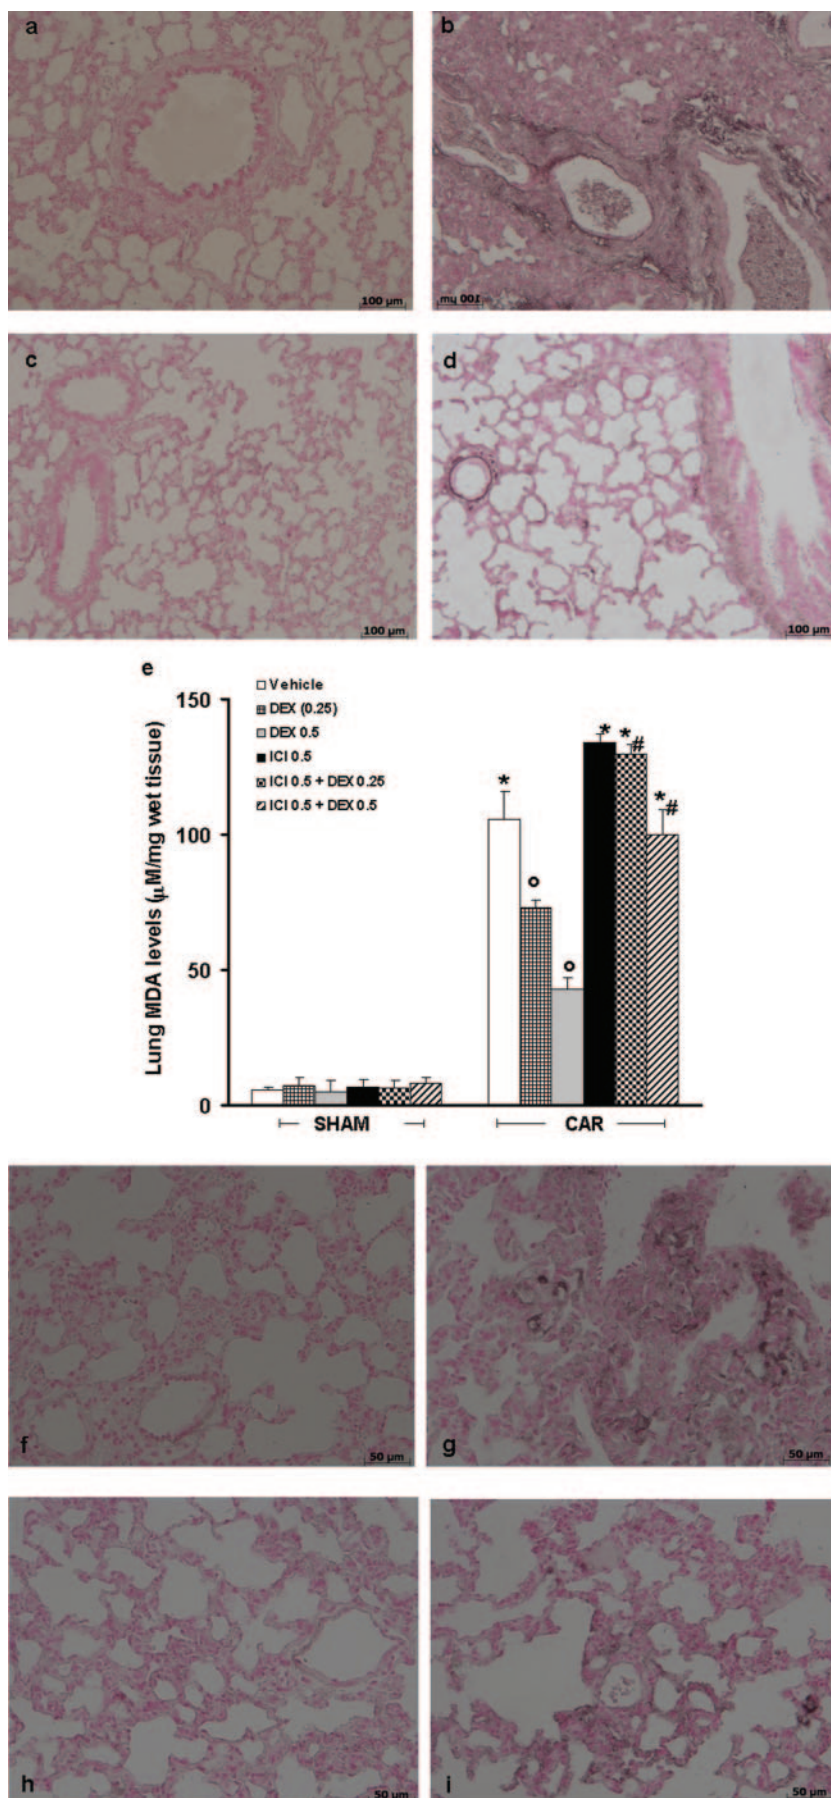 a
b
100 µm
100 µm
c
d
100 µm
100 µm
e
Vehicle
DEX (0.25)
DEX 0.5
ICI 0.5
ICI 0.5 + DEX 0.25
ICI 0.5 + DEX 0.5
Lung MDA levels (µM/mg wet tissue)
150
100
50
0
* * *# *#
° °
SHAM
CAR
f
g
50 µm
50 µm
h
i
50 µm
50 µm